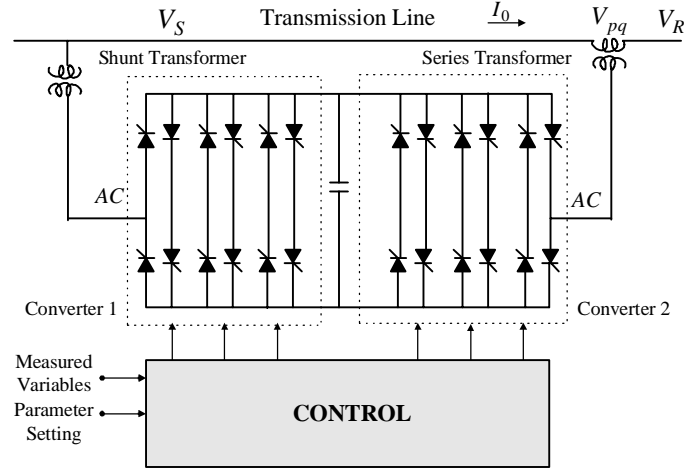 V_S Transmission Line I_0 V_pq V_R
Shunt Transformer Series Transformer
AC AC
Converter 1 Converter 2
Measured
Variables
Parameter
Setting
CONTROL